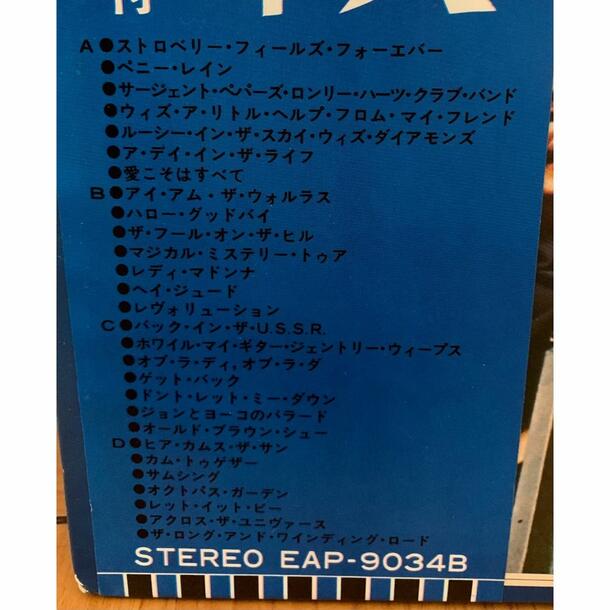 付
A●ストロベリー・フィールズ・フォーエバー
●ペニー・レイン
●サージェント・ペパーズ・ロンリー・ハーツ・クラブ・バンド
●ウィズ・ア・リトル・ヘルプ・フロム・マイ・フレンド
●ルーシー・イン・ザ・スカイ・ウィズ・ダイアモンズ
●ア・デイ・イン・ザ・ライフ
●愛こそはすべて
B●アイ・アム・ザ・ウォルラス
●ハロー・グッドバイ
●ザ・フール・オン・ザ・ヒル
●マジカル・ミステリー・トゥア
●レディ・マドンナ
●ヘイ・ジュード
●レヴォリューション
C●バック・イン・ザ・U.S.S.R.
●ホワイル・マイ・ギター・ジェントリー・ウィープス
●オブ・ラ・ディ,オブ・ラ・ダ
●ゲット・バック
●ドント・レット・ミー・ダウン
●ジョンとヨーコのバラード
●オールド・ブラウン・シュー
D●ヒア・カムス・ザ・サン
●カム・トゥゲザー
●サムシング
●オクトパス・ガーデン
●レット・イット・ビー
●アクロス・ザ・ユニヴァース
●ザ・ロング・アンド・ワインディング・ロード
STEREO EAP-9034B